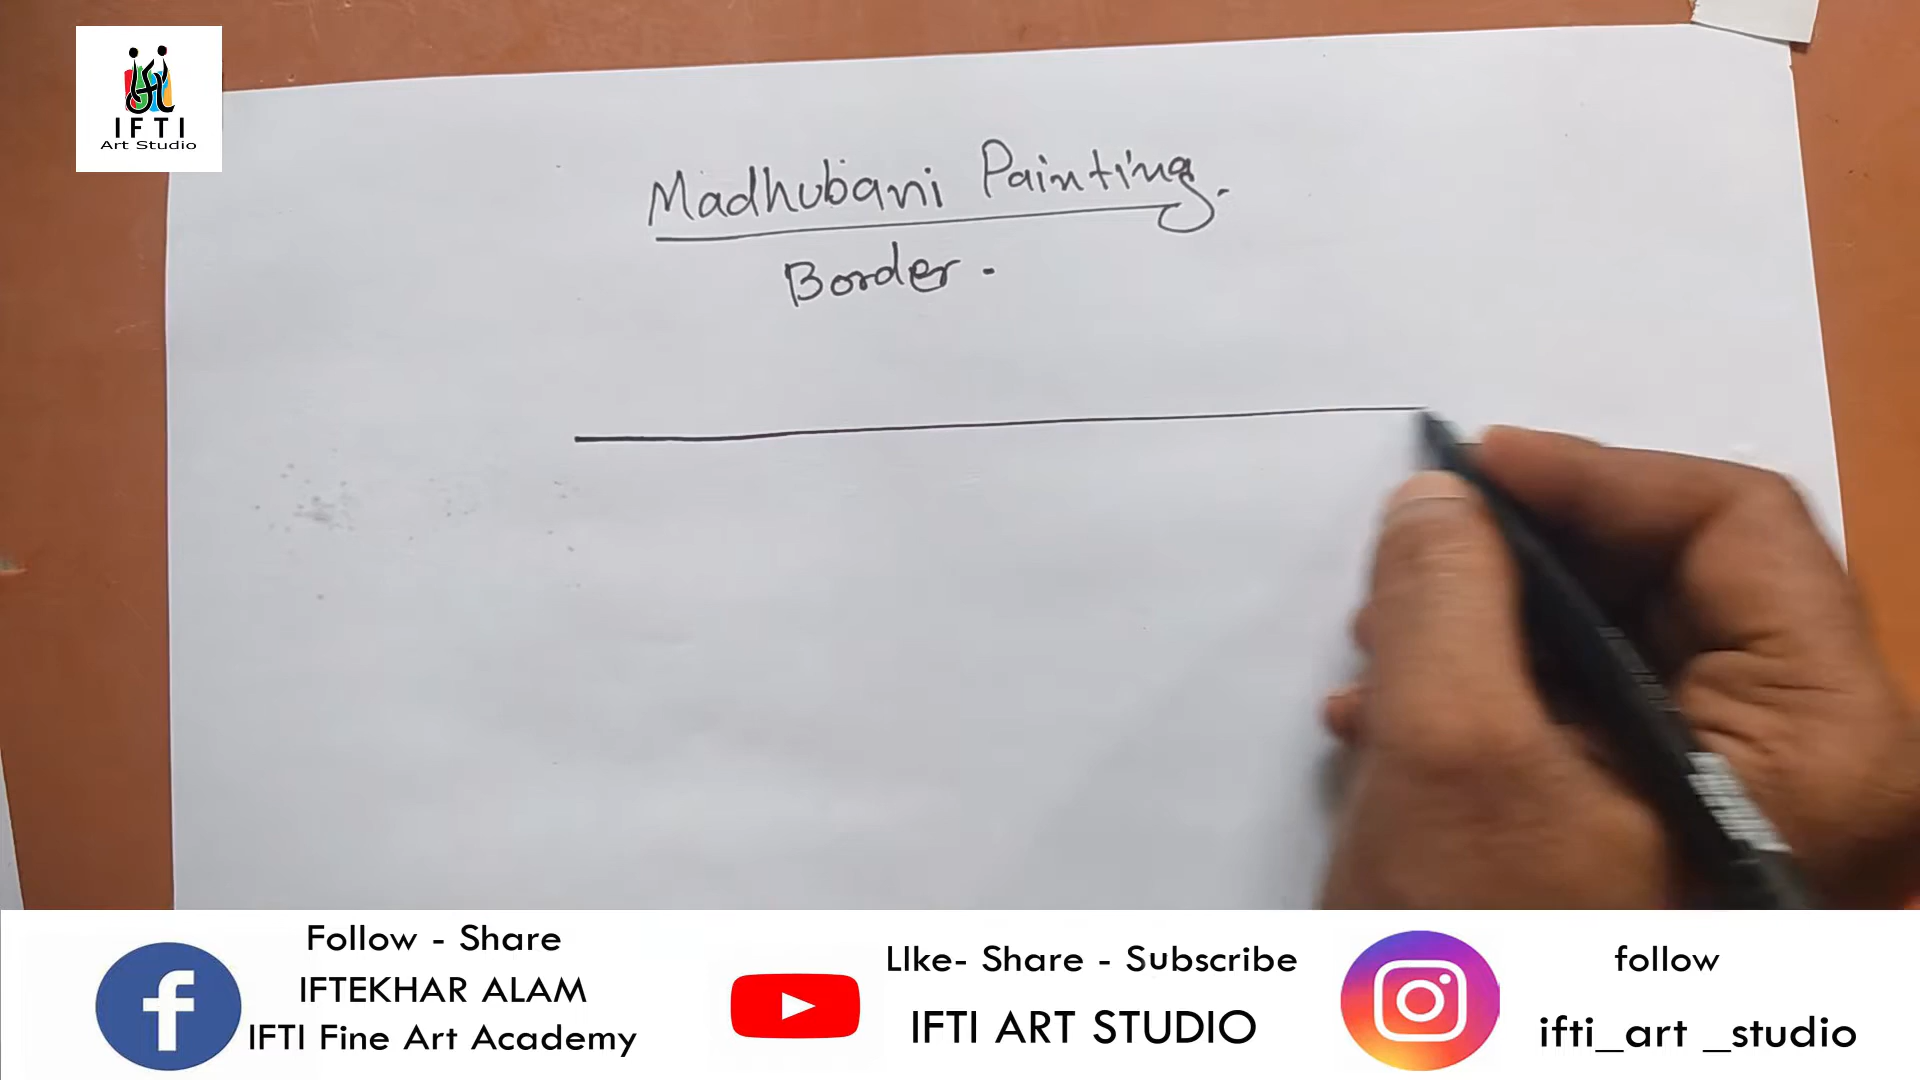 IFTI
Art Studio
Madhubani Painting.
Border.
Follow - Share
IFTEKHAR ALAM
IFTI Fine Art Academy
LIke- Share - Subscribe
IFTI ART STUDIO
follow
ifti_art _studio